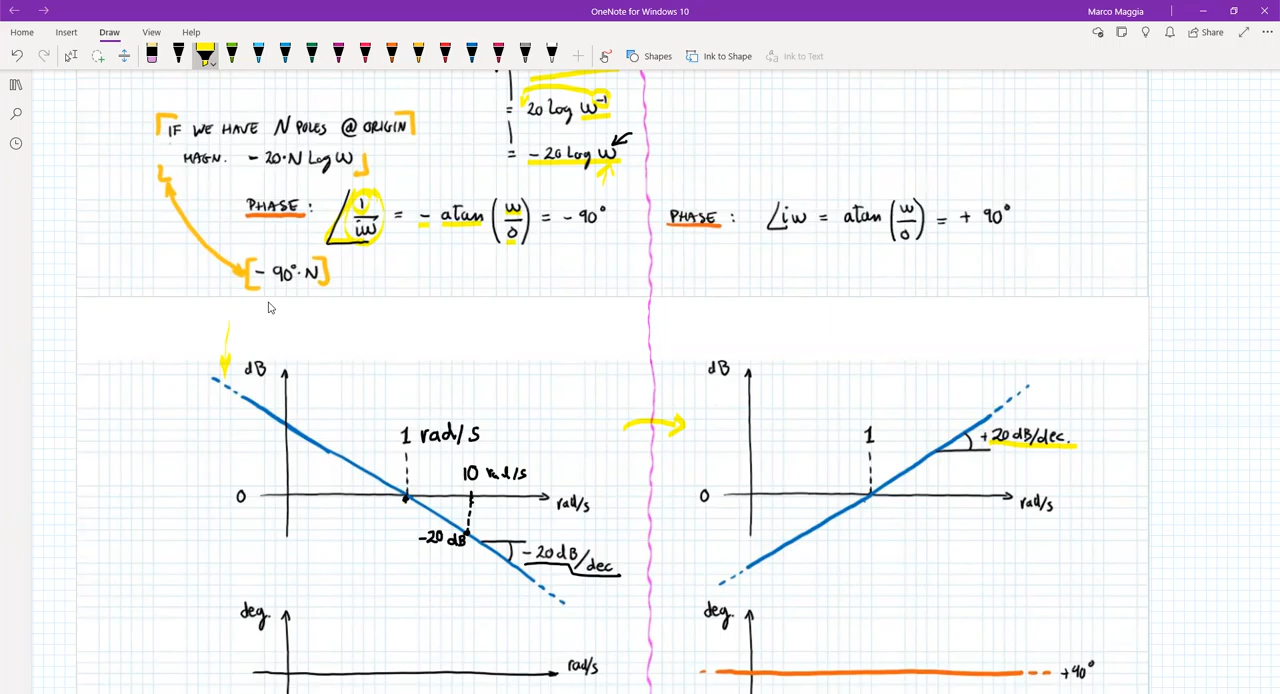 OneNote for Windows 10
Marco Maggia
Home Insert Draw View Help
Shapes
Ink to Shape
Ink to Text
Share
= 20 Log W⁻¹
= - 20 Log W
IF WE HAVE N POLES @ ORIGIN
MAGN. - 20·N Log W
PHASE : ∠ 1/iW = - atan (W/0) = - 90°
[- 90°·N]
PHASE : ∠iW = atan (W/0) = + 90°
dB
1 rad/s
10 rad/s
0
rad/s
-20 dB
- 20 dB/dec
deg.
rad/s
dB
1
+ 20 dB/dec.
0
rad/s
deg.
+90°